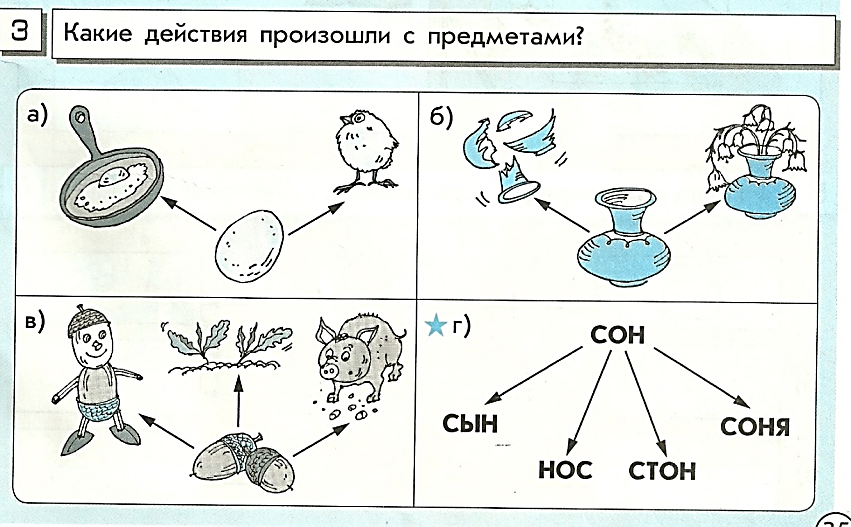 3 Какие действия произошли с предметами?
а)
б)
в)
г)
СОН
СЫН
СОНЯ
НОС СТОН